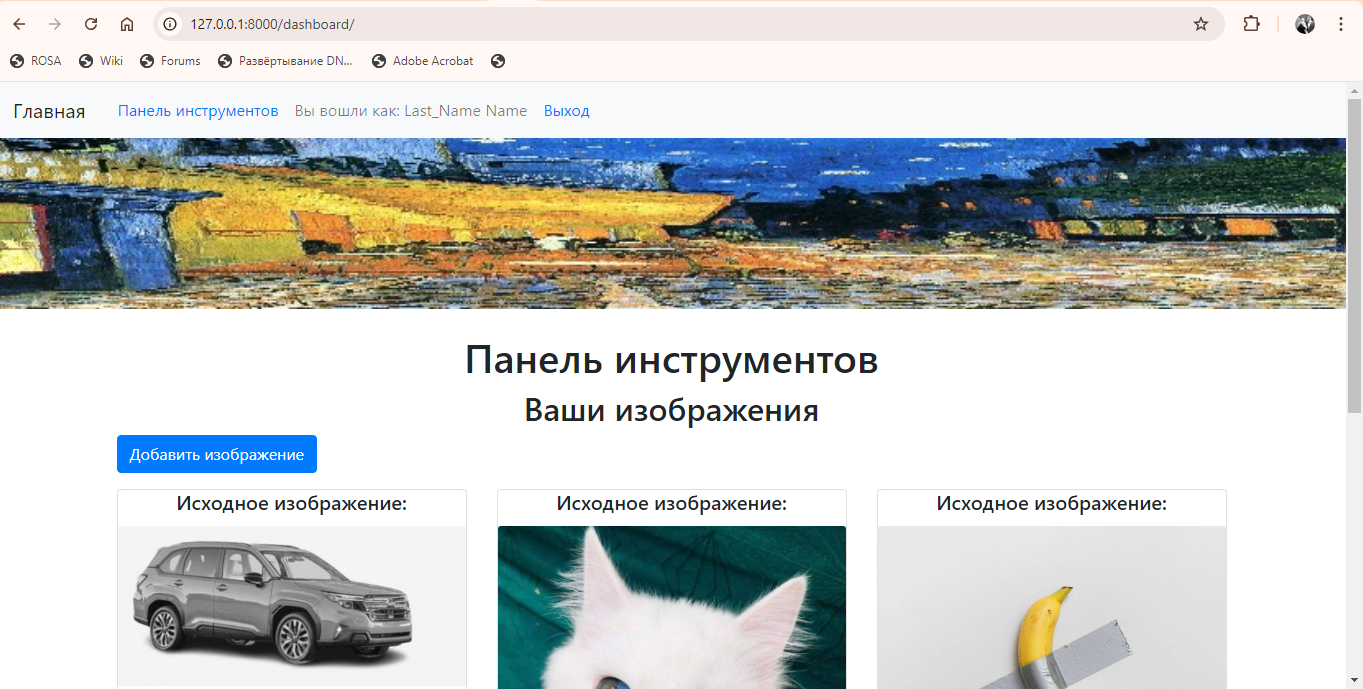 127.0.0.1:8000/dashboard/
ROSA Wiki Forums Развёртывание DN... Adobe Acrobat
Главная Панель инструментов Вы вошли как: Last_Name Name Выход
Панель инструментов
Ваши изображения
Добавить изображение
Исходное изображение: Исходное изображение: Исходное изображение: